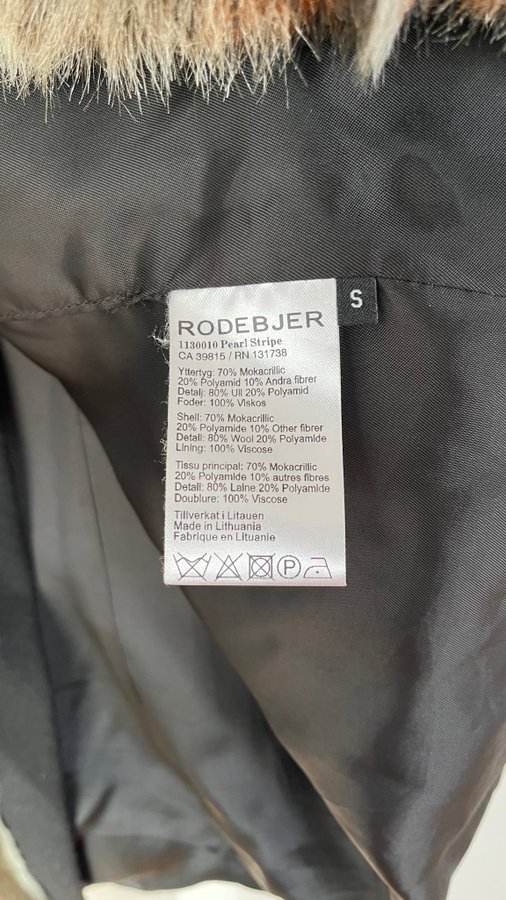 S
RODEBJER
1130010 Pearl Stripe
CA 39815 / RN 131738
Yttertyg: 70% Mokacrillic
20% Polyamid 10% Andra fibrer
Detalj: 80% Ull 20% Polyamid
Foder: 100% Viskos
Shell: 70% Mokacrillic
20% Polyamide 10% Other fibrer
Detail: 80% Wool 20% Polyamide
Lining: 100% Viscose
Tissu principal: 70% Mokacrillic
20% Polyamide 10% autres fibres
Detail: 80% Laine 20% Polyamide
Doublure: 100% Viscose
Tillverkat i Litauen
Made in Lithuania
Fabrique en Lituanie
P